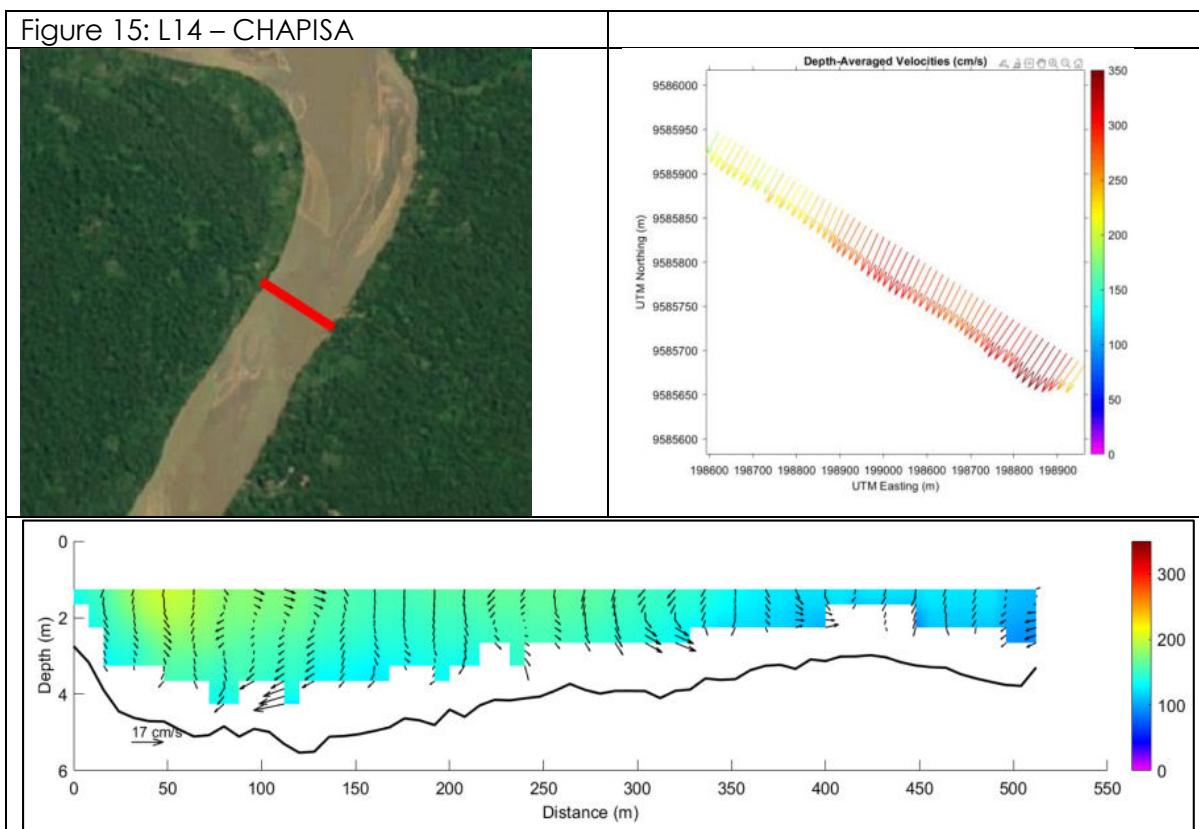 Figure 15: L14 – CHAPISA
Depth-Averaged Velocities (cm/s)
9586000
9585950
9585900
9585850
9585800
9585750
9585700
9585650
9585600
UTM Northing (m)
198600 198700 198800 198900 199000 198600 198700 198800 198900
UTM Easting (m)
350
300
250
200
150
100
50
0
0
2
4
6
Depth (m)
17 cm/s
0 50 100 150 200 250 300 350 400 450 500 550
Distance (m)
300
200
100
0